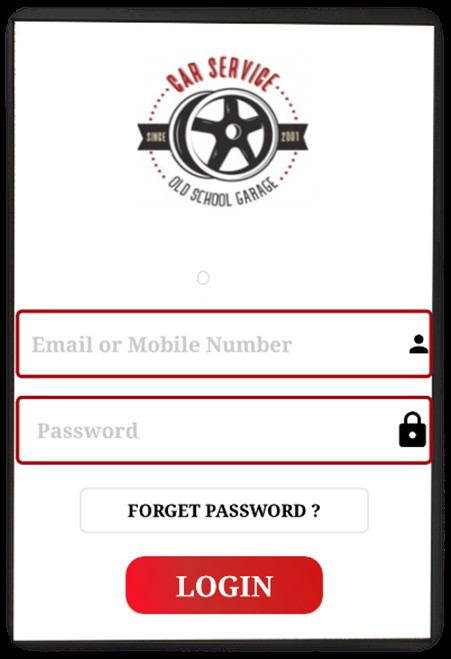 CAR SERVICE
SINCE 2001
OLD SCHOOL GARAGE
Email or Mobile Number
Password
FORGET PASSWORD ?
LOGIN